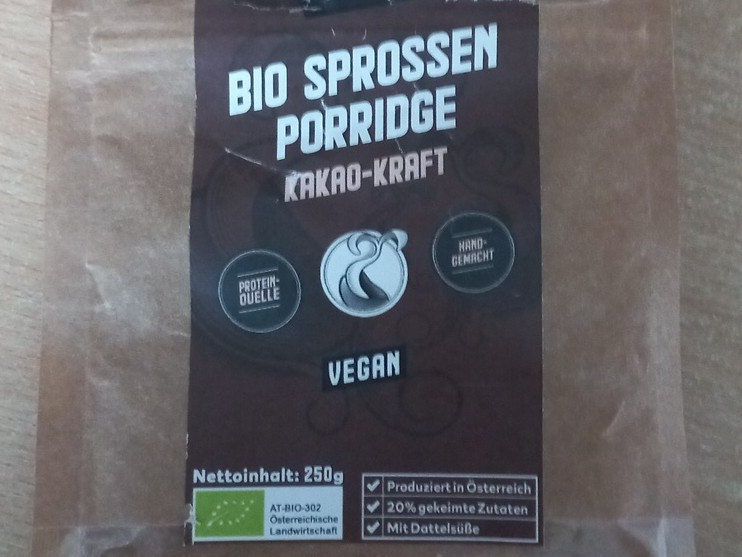 BIO SPROSSEN
PORRIDGE
KAKAO-KRAFT
PROTEIN-
QUELLE
HAND-
GEMACHT
VEGAN
Nettoinhalt: 250g
AT-BIO-302
Österreichische
Landwirtschaft
Produziert in Österreich
20% gekeimte Zutaten
Mit Dattelsüße